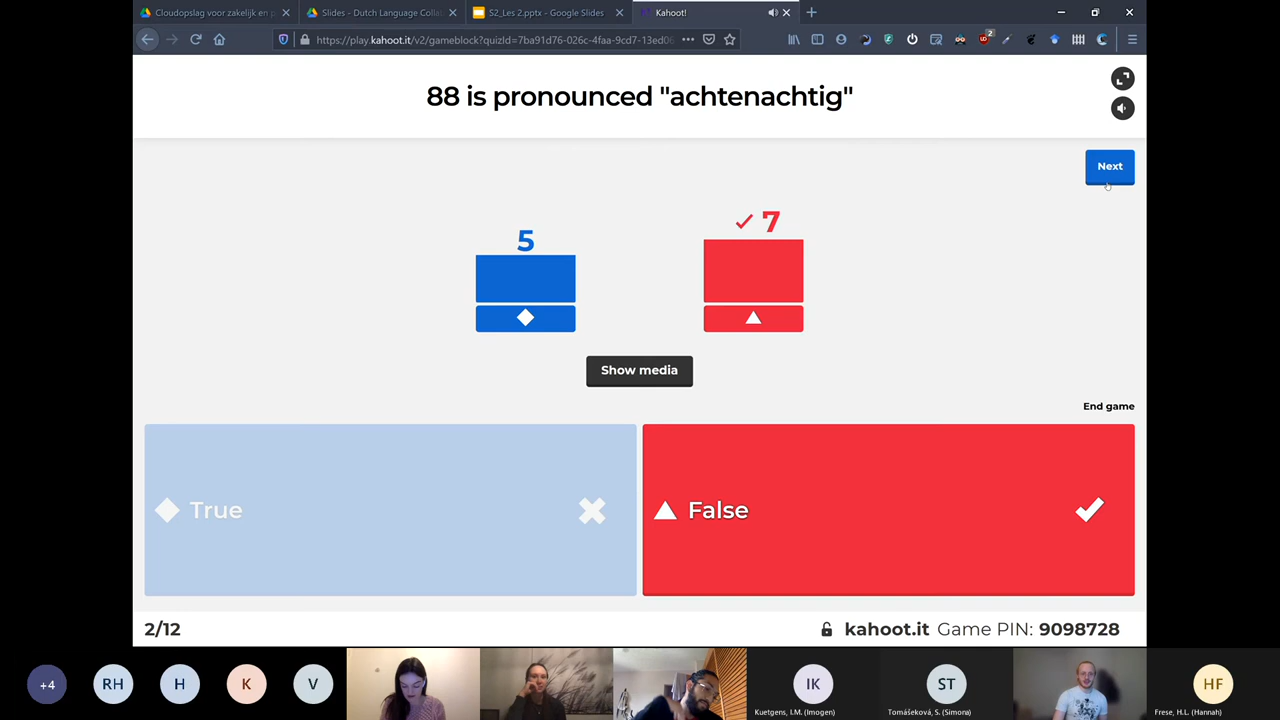 Cloudopslag voor zakelijk en p
Slides - Dutch Language Colla
S2_Les 2.pptx - Google Slides
Kahoot!
https://play.kahoot.it/v2/gameblock?quizId=7ba91d76-026c-4faa-9cd7-13ed06
2
88 is pronounced "achtenachtig"
Next
5
7
Show media
End game
True
False
2/12
kahoot.it Game PIN: 9098728
+4
RH
H
K
V
IK
ST
HF
Kuetgens, I.M. (Imogen)
Tomášeková, S. (Simona)
Frese, H.L. (Hannah)